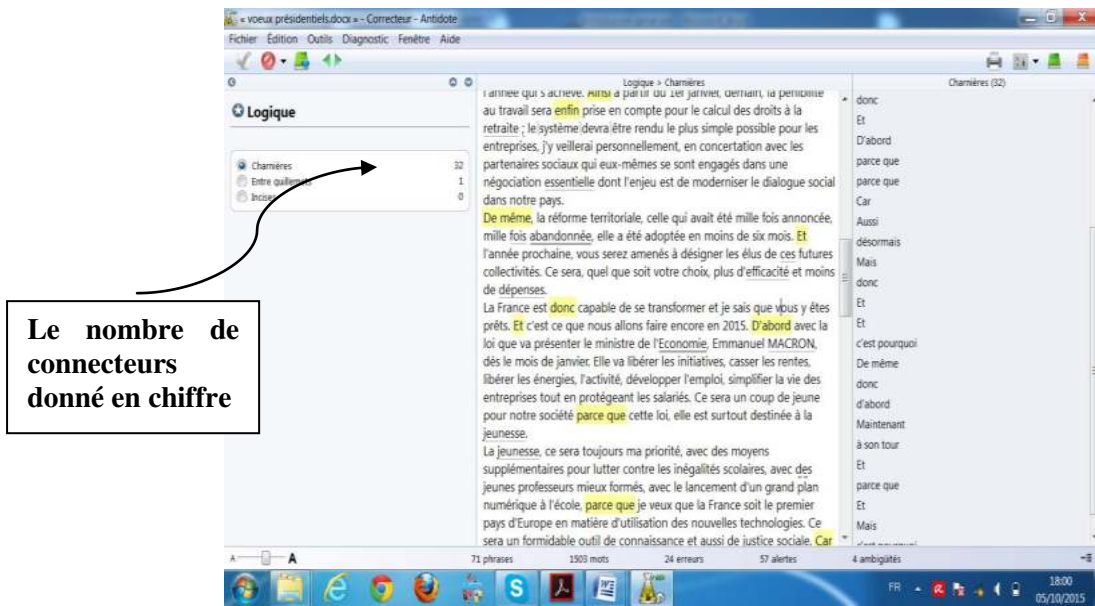 « voeux présidentiels.docx » - Correcteur - Antidote
Fichier Édition Outils Diagnostic Fenêtre Aide
Logique > Charnières
Charnières (32)
Logique
Charnières 32
Entre guillemets 1
Incises 0
Le nombre de
connecteurs
donné en chiffre
l'année qui s'achève. Ainsi à partir du 1er janvier, demain, la pénibilité
au travail sera enfin prise en compte pour le calcul des droits à la
retraite ; le système devra être rendu le plus simple possible pour les
entreprises, j'y veillerai personnellement, en concertation avec les
partenaires sociaux qui eux-mêmes se sont engagés dans une
négociation essentielle dont l'enjeu est de moderniser le dialogue social
dans notre pays.
De même, la réforme territoriale, celle qui avait été mille fois annoncée,
mille fois abandonnée, elle a été adoptée en moins de six mois. Et
l'année prochaine, vous serez amenés à désigner les élus de ces futures
collectivités. Ce sera, quel que soit votre choix, plus d'efficacité et moins
de dépenses.
La France est donc capable de se transformer et je sais que vous y êtes
prêts. Et c'est ce que nous allons faire encore en 2015. D'abord avec la
loi que va présenter le ministre de l'Economie, Emmanuel MACRON,
dès le mois de janvier. Elle va libérer les initiatives, casser les rentes,
libérer les énergies, l'activité, développer l'emploi, simplifier la vie des
entreprises tout en protégeant les salariés. Ce sera un coup de jeune
pour notre société parce que cette loi, elle est surtout destinée à la
jeunesse.
La jeunesse, ce sera toujours ma priorité, avec des moyens
supplémentaires pour lutter contre les inégalités scolaires, avec des
jeunes professeurs mieux formés, avec le lancement d'un grand plan
numérique à l'école, parce que je veux que la France soit le premier
pays d'Europe en matière d'utilisation des nouvelles technologies. Ce
sera un formidable outil de connaissance et aussi de justice sociale. Car
donc
Et
D'abord
parce que
parce que
Car
Aussi
désormais
Mais
donc
Et
Et
c'est pourquoi
De même
donc
d'abord
Maintenant
à son tour
Et
parce que
Et
Mais
c'est pourquoi
A A
71 phrases 1503 mots 24 erreurs 57 alertes 4 ambiguïtés
FR 18:00
05/10/2015